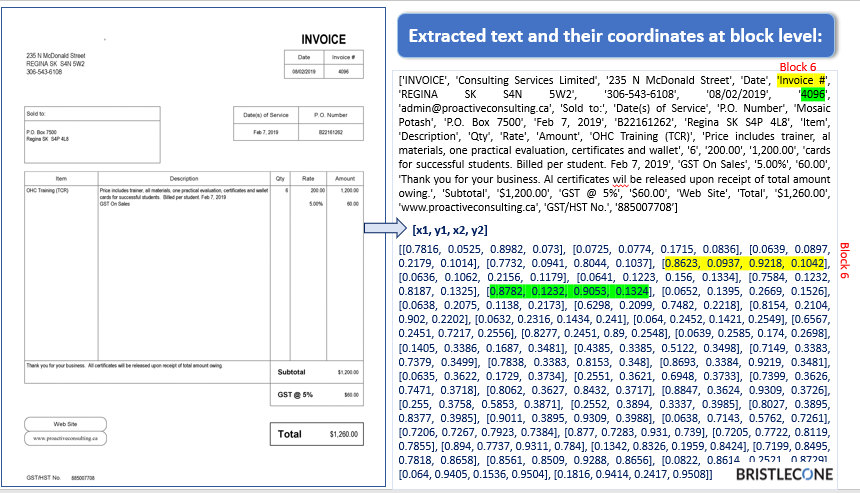 INVOICE
235 N McDonald Street
REGINA SK S4N 5W2
306-543-6108
Date Invoice #
08/02/2019 4096
Sold to:
P.O. Box 7500
Regina SK S4P 4L8
Date(s) of Service P.O. Number
Feb 7, 2019 B22161262
Item Description Qty Rate Amount
OHC Training (TCR) Price includes trainer, all materials, one practical evaluation, certificates and wallet 6 200.00 1,200.00
cards for successful students. Billed per student. Feb 7, 2019
GST On Sales 5.00% 60.00
Thank you for your business. All certificates will be released upon receipt of total amount owing.
Subtotal $1,200.00
GST @ 5% $60.00
Web Site
www.proactiveconsulting.ca
Total $1,260.00
GST/HST No. 885007708
Extracted text and their coordinates at block level:
Block 6
['INVOICE', 'Consulting Services Limited', '235 N McDonald Street', 'Date', 'Invoice #',
'REGINA SK S4N 5W2', '306-543-6108', '08/02/2019', '4096',
'admin@proactiveconsulting.ca', 'Sold to:', 'Date(s) of Service', 'P.O. Number', 'Mosaic
Potash', 'P.O. Box 7500', 'Feb 7, 2019', 'B22161262', 'Regina SK S4P 4L8', 'Item',
'Description', 'Qty', 'Rate', 'Amount', 'OHC Training (TCR)', 'Price includes trainer, al
materials, one practical evaluation, certificates and wallet', '6', '200.00', '1,200.00', 'cards
for successful students. Billed per student. Feb 7, 2019', 'GST On Sales', '5.00%', '60.00',
'Thank you for your business. Al certificates wil be released upon receipt of total amount
owing.', 'Subtotal', '$1,200.00', 'GST @ 5%', '$60.00', 'Web Site', 'Total', '$1,260.00',
'www.proactiveconsulting.ca', 'GST/HST No.', '885007708']
[x1, y1, x2, y2]
[[0.7816, 0.0525, 0.8982, 0.073], [0.0725, 0.0774, 0.1715, 0.0836], [0.0639, 0.0897,
0.2179, 0.1014], [0.7732, 0.0941, 0.8044, 0.1037], [0.8623, 0.0937, 0.9218, 0.1042],
[0.0636, 0.1062, 0.2156, 0.1179], [0.0641, 0.1223, 0.156, 0.1334], [0.7584, 0.1232,
0.8187, 0.1325], [0.8782, 0.1232, 0.9053, 0.1324], [0.0652, 0.1395, 0.2669, 0.1526],
[0.0638, 0.2075, 0.1138, 0.2173], [0.6298, 0.2099, 0.7482, 0.2218], [0.8154, 0.2104,
0.902, 0.2202], [0.0632, 0.2316, 0.1434, 0.241], [0.064, 0.2452, 0.1421, 0.2549], [0.6567,
0.2451, 0.7217, 0.2556], [0.8277, 0.2451, 0.89, 0.2548], [0.0639, 0.2585, 0.174, 0.2698],
[0.1405, 0.3386, 0.1687, 0.3481], [0.4385, 0.3385, 0.5122, 0.3498], [0.7149, 0.3383,
0.7379, 0.3499], [0.7838, 0.3383, 0.8153, 0.348], [0.8693, 0.3384, 0.9219, 0.3481],
[0.0635, 0.3622, 0.1729, 0.3734], [0.2551, 0.3621, 0.6948, 0.3733], [0.7399, 0.3626,
0.7471, 0.3718], [0.8062, 0.3627, 0.8432, 0.3717], [0.8847, 0.3624, 0.9309, 0.3726],
[0.255, 0.3758, 0.5853, 0.3871], [0.2552, 0.3894, 0.3337, 0.3985], [0.8027, 0.3895,
0.8377, 0.3985], [0.9011, 0.3895, 0.9309, 0.3988], [0.0638, 0.7143, 0.5762, 0.7261],
[0.7206, 0.7267, 0.7923, 0.7384], [0.877, 0.7283, 0.931, 0.739], [0.7205, 0.7722, 0.8119,
0.7855], [0.894, 0.7737, 0.9311, 0.784], [0.1342, 0.8326, 0.1959, 0.8424], [0.7199, 0.8495,
0.7818, 0.8658], [0.8561, 0.8509, 0.9288, 0.8656], [0.0822, 0.8614, 0.2521, 0.8729],
[0.064, 0.9405, 0.1536, 0.9504], [0.1816, 0.9414, 0.2417, 0.9508]]
Block 6
BRISTLECONE